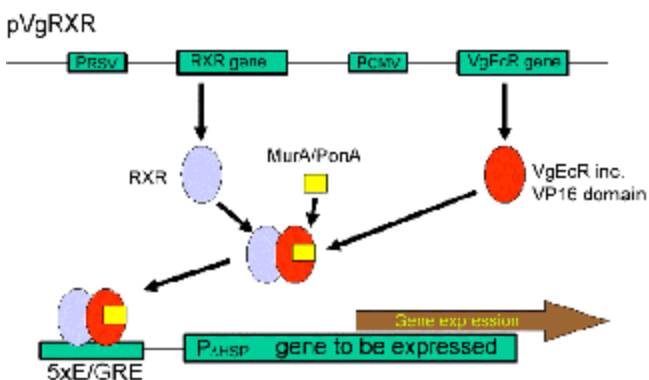 pVgRXR
PRSV
RXR gene
PCMV
VgEcR gene
RXR
MurA/PonA
VgEcR inc.
VP16 domain
Gene expression
PΔHSP gene to be expressed
5xE/GRE